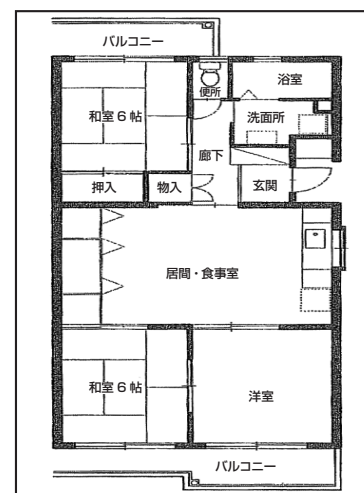 バルコニー
浴室
便所
和室6帖
洗面所
廊下
押入
物入
玄関
居間・食事室
和室6帖
洋室
バルコニー